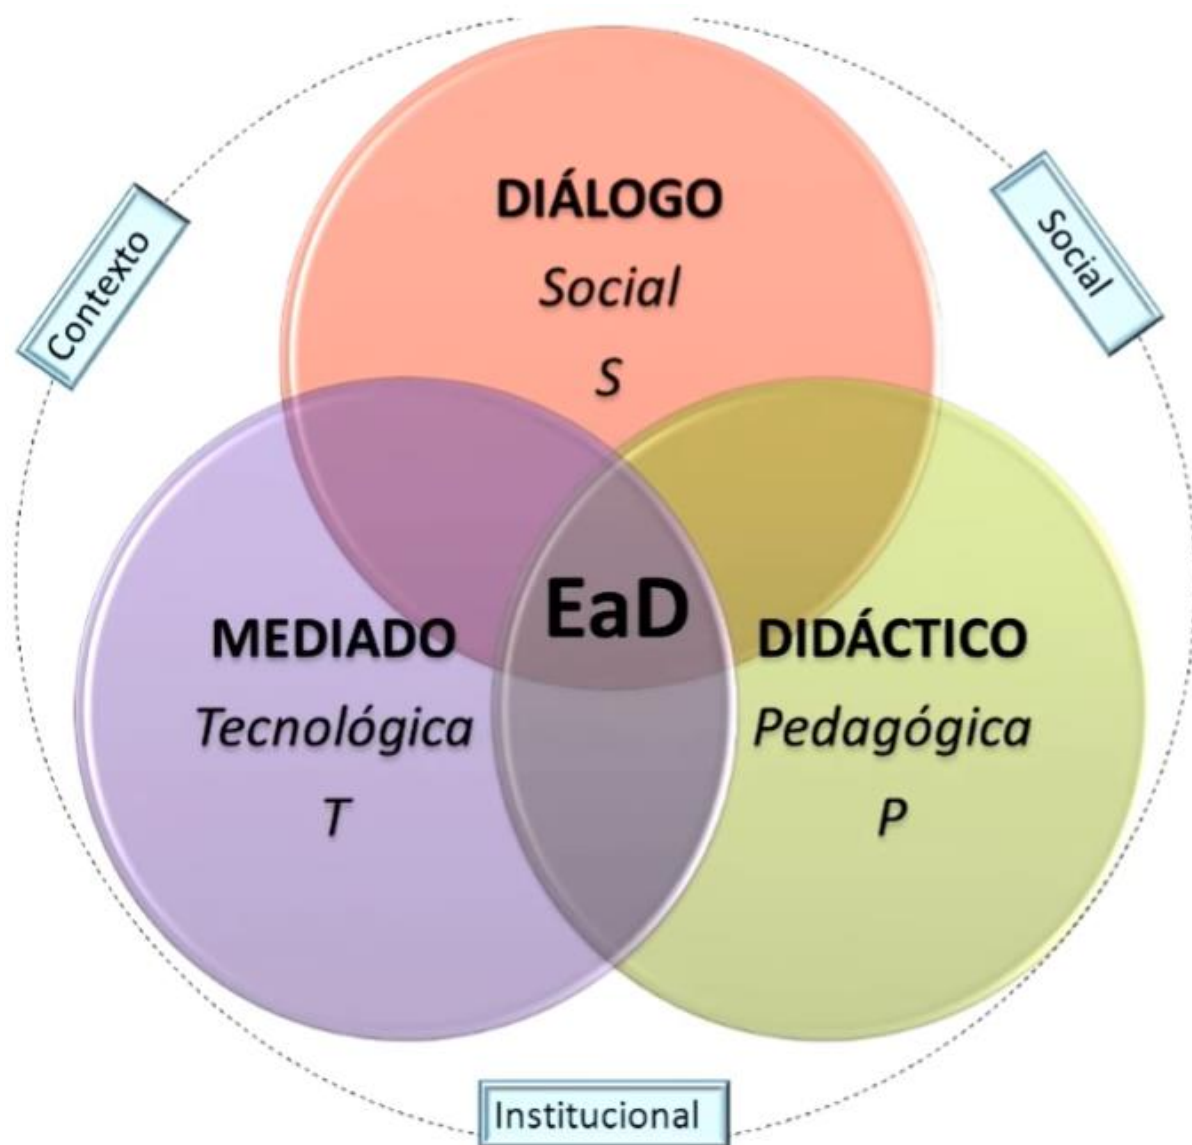 Contexto
Social
DIÁLOGO
Social
S
EaD
MEDIADO
Tecnológica
T
DIDÁCTICO
Pedagógica
P
Institucional